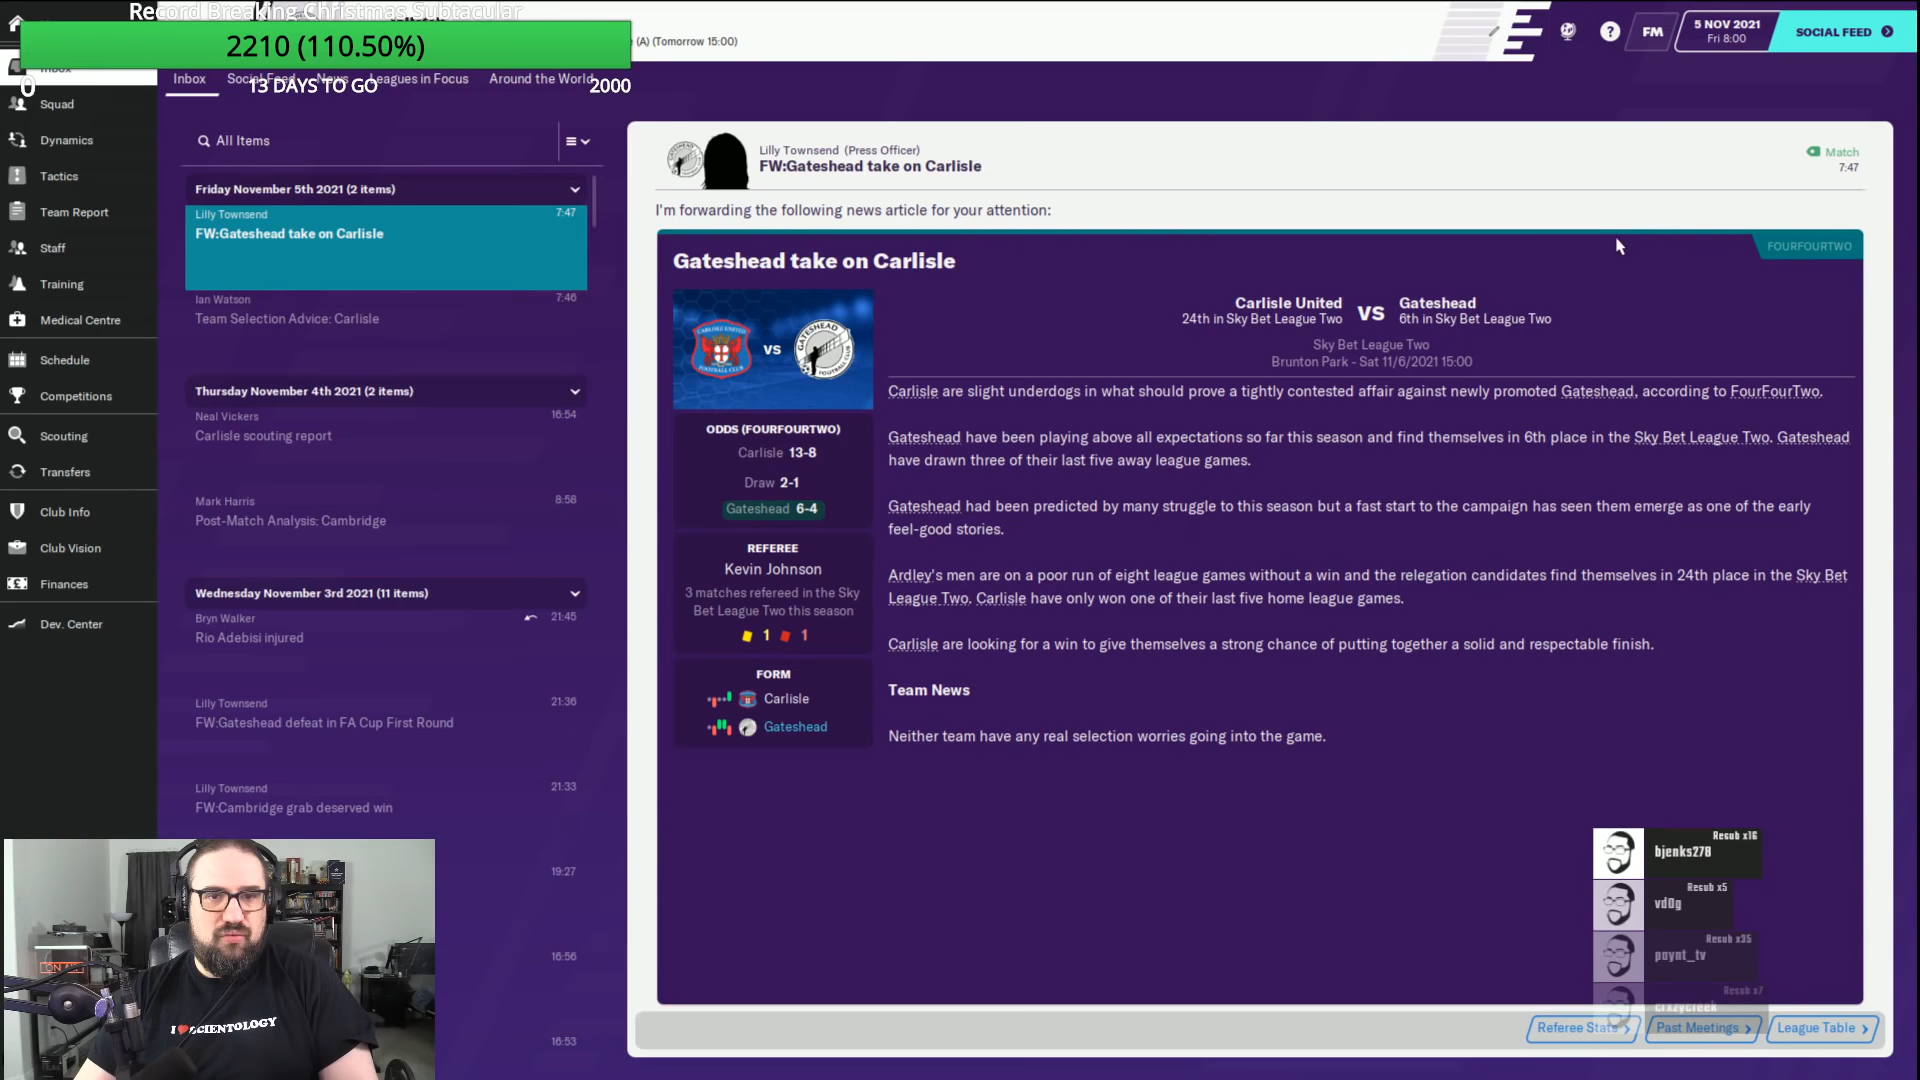 Record Breaking Christmas Subtacular
2210 (110.50%)
0
13 DAYS TO GO
2000
(A) (Tomorrow 15:00)
FM
5 NOV 2021
Fri 8:00
SOCIAL FEED
Inbox
Squad
Dynamics
Tactics
Team Report
Staff
Training
Medical Centre
Schedule
Competitions
Scouting
Transfers
Club Info
Club Vision
Finances
Dev. Center
Inbox
Social Feed
News
Leagues in Focus
Around the World
All Items
Friday November 5th 2021 (2 items)
Lilly Townsend 7:47
FW:Gateshead take on Carlisle
Ian Watson 7:46
Team Selection Advice: Carlisle
Thursday November 4th 2021 (2 items)
Neal Vickers 16:54
Carlisle scouting report
Mark Harris 8:58
Post-Match Analysis: Cambridge
Wednesday November 3rd 2021 (11 items)
Bryn Walker 21:45
Rio Adebisi injured
Lilly Townsend 21:36
FW:Gateshead defeat in FA Cup First Round
Lilly Townsend 21:33
FW:Cambridge grab deserved win
19:27
16:56
16:53
Lilly Townsend (Press Officer)
FW:Gateshead take on Carlisle
Match
7:47
I'm forwarding the following news article for your attention:
FOURFOURTWO
Gateshead take on Carlisle
CARLISLE UNITED
FOOTBALL CLUB
VS
GATESHEAD
FOOTBALL CLUB
Carlisle United VS Gateshead
24th in Sky Bet League Two
6th in Sky Bet League Two
Sky Bet League Two
Brunton Park - Sat 11/6/2021 15:00
ODDS (FOURFOURTWO)
Carlisle 13-8
Draw 2-1
Gateshead 6-4
REFEREE
Kevin Johnson
3 matches refereed in the Sky
Bet League Two this season
1 1
FORM
Carlisle
Gateshead
Carlisle are slight underdogs in what should prove a tightly contested affair against newly promoted Gateshead, according to FourFourTwo.
Gateshead have been playing above all expectations so far this season and find themselves in 6th place in the Sky Bet League Two. Gateshead
have drawn three of their last five away league games.
Gateshead had been predicted by many struggle to this season but a fast start to the campaign has seen them emerge as one of the early
feel-good stories.
Ardley's men are on a poor run of eight league games without a win and the relegation candidates find themselves in 24th place in the Sky Bet
League Two. Carlisle have only won one of their last five home league games.
Carlisle are looking for a win to give themselves a strong chance of putting together a solid and respectable finish.
Team News
Neither team have any real selection worries going into the game.
Resub x16
bjenks278
Resub x5
vd0g
Resub x35
paynt_tv
Resub x7
crxzycreek
Referee Stats
Past Meetings
League Table
ON AIR
I ❤ SCIENTOLOGY